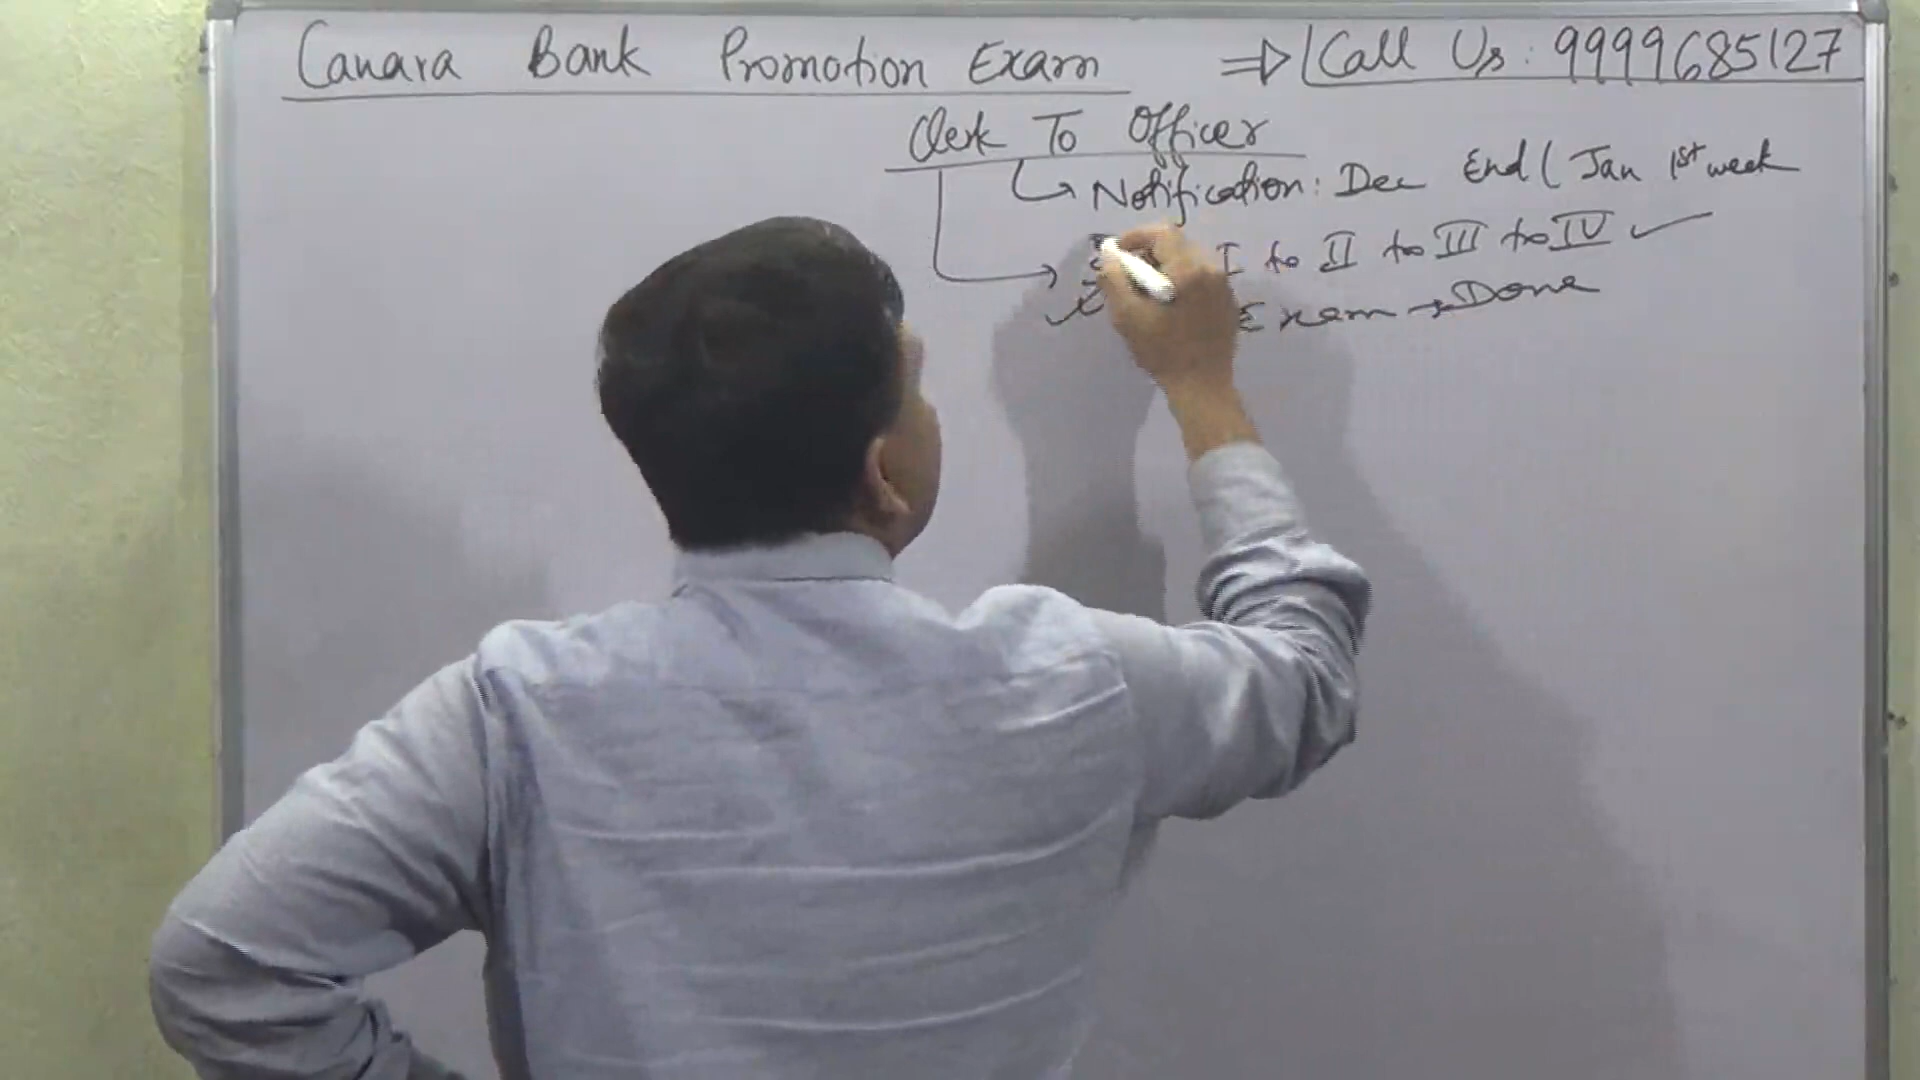 Canara Bank Promotion Exam ⇒ Call Us: 9999685127
Clerk To Officer
Notification: Dec End ( Jan 1st week
I to II to III to IV ✓
Exam → Done